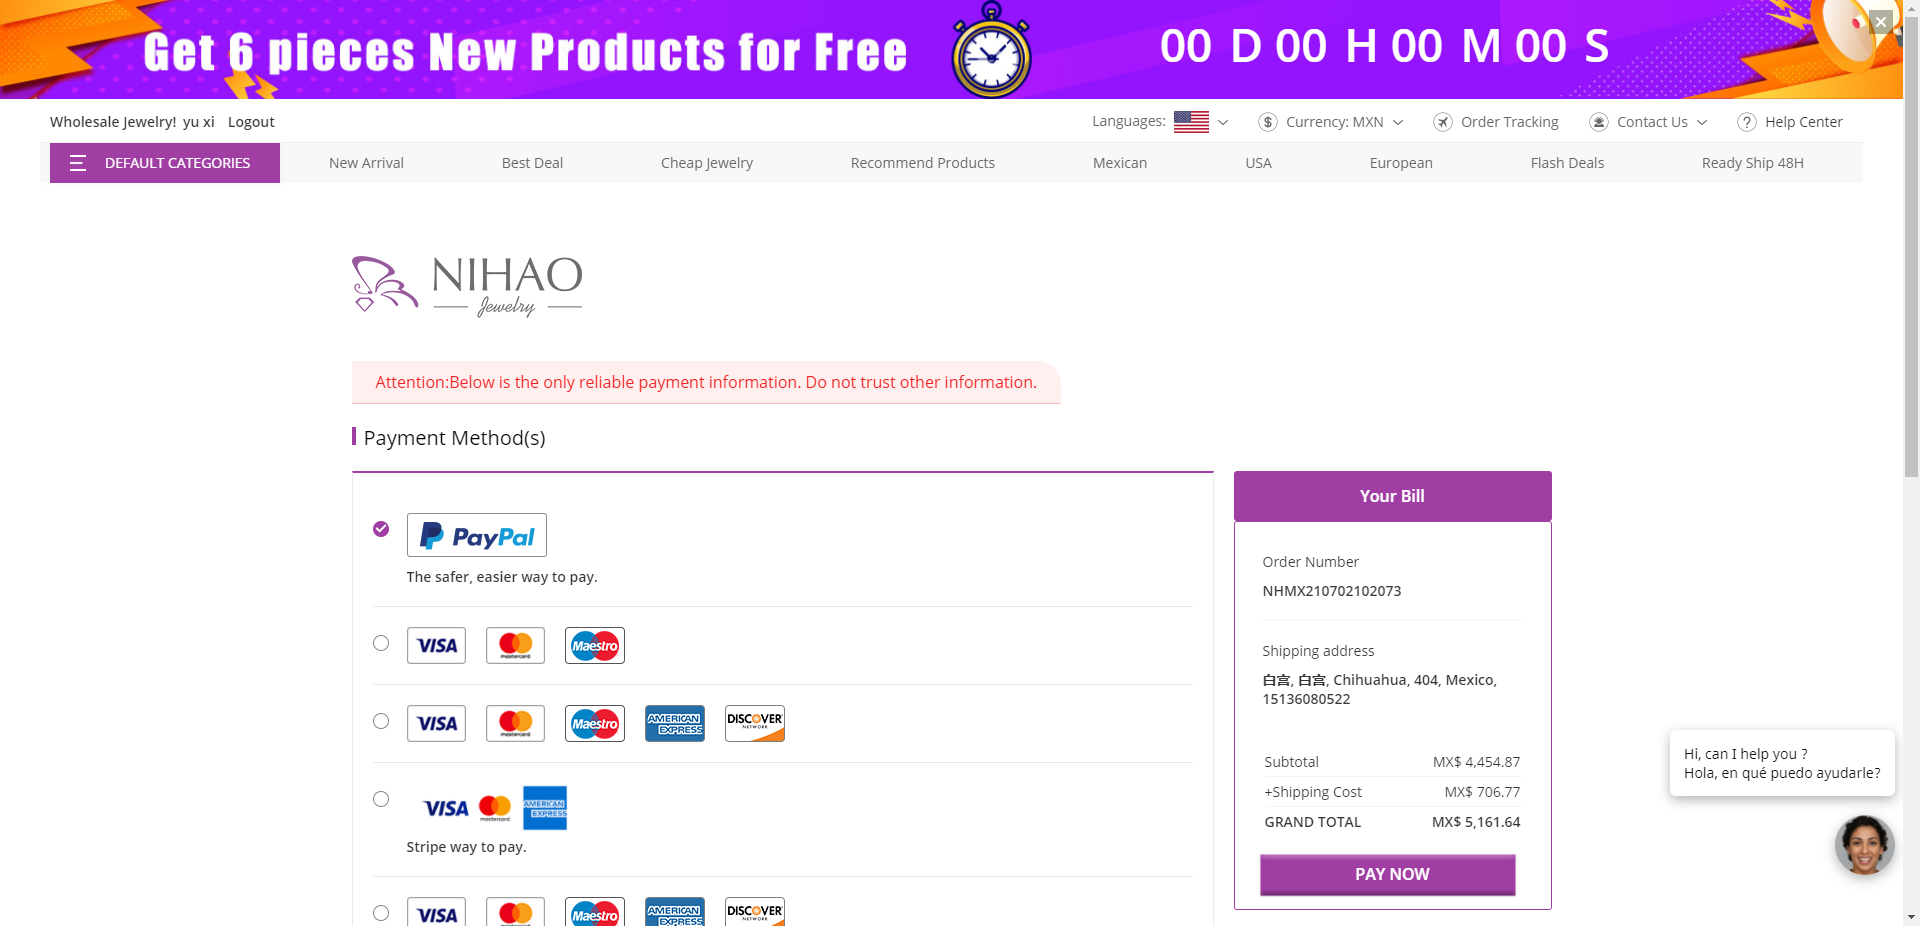 Get 6 pieces New Products for Free
00 D 00 H 00 M 00 S
Wholesale Jewelry! yu xi Logout
Languages:
Currency: MXN
Order Tracking
Contact Us
Help Center
DEFAULT CATEGORIES
New Arrival
Best Deal
Cheap Jewelry
Recommend Products
Mexican
USA
European
Flash Deals
Ready Ship 48H
NIHAO
Jewelry
Attention:Below is the only reliable payment information. Do not trust other information.
Payment Method(s)
PayPal
The safer, easier way to pay.
VISA mastercard Maestro
VISA mastercard Maestro AMERICAN EXPRESS DISCOVER NETWORK
VISA mastercard AMERICAN EXPRESS
Stripe way to pay.
VISA mastercard Maestro AMERICAN EXPRESS DISCOVER NETWORK
Your Bill
Order Number
NHMX210702102073
Shipping address
白宫, 白宫, Chihuahua, 404, Mexico,
15136080522
Subtotal MX$ 4,454.87
+Shipping Cost MX$ 706.77
GRAND TOTAL MX$ 5,161.64
PAY NOW
Hi, can I help you ?
Hola, en qué puedo ayudarle?